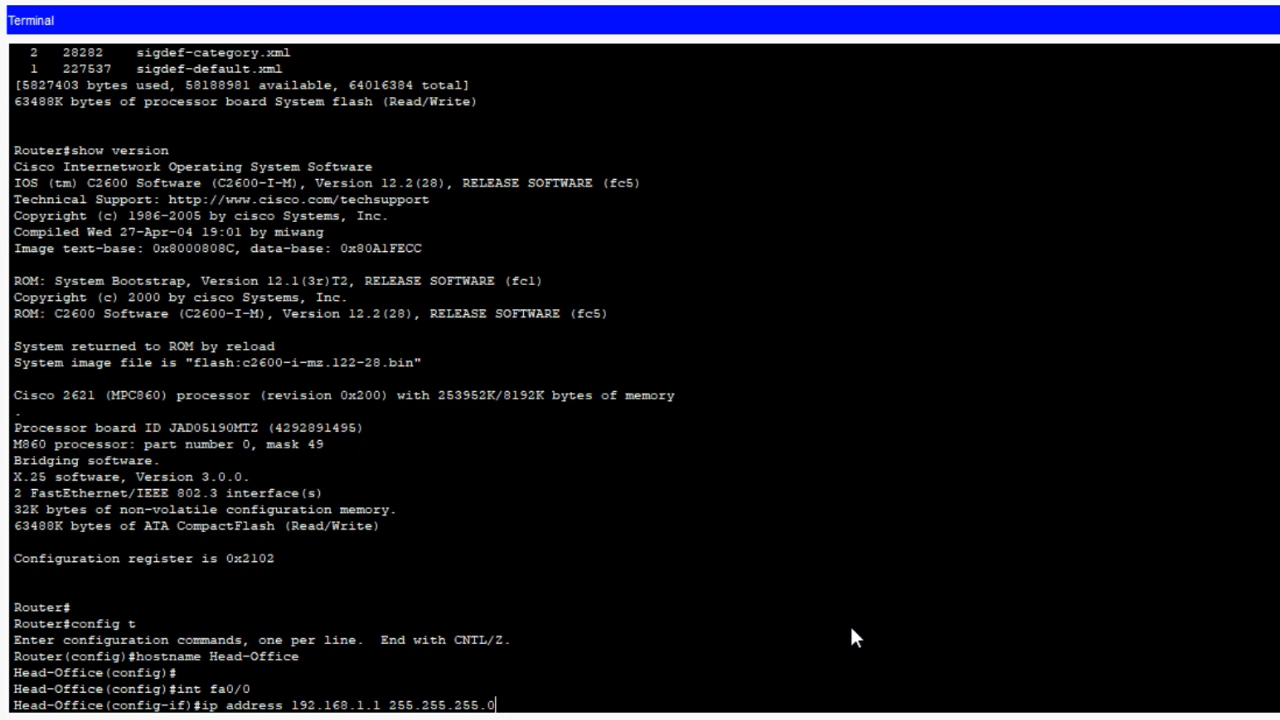 Terminal
2 28282 sigdef-category.xml
1 227537 sigdef-default.xml
[5827403 bytes used, 58188981 available, 64016384 total]
63488K bytes of processor board System flash (Read/Write)
Router#show version
Cisco Internetwork Operating System Software
IOS (tm) C2600 Software (C2600-I-M), Version 12.2(28), RELEASE SOFTWARE (fc5)
Technical Support: http://www.cisco.com/techsupport
Copyright (c) 1986-2005 by cisco Systems, Inc.
Compiled Wed 27-Apr-04 19:01 by miwang
Image text-base: 0x8000808C, data-base: 0x80A1FECC
ROM: System Bootstrap, Version 12.1(3r)T2, RELEASE SOFTWARE (fc1)
Copyright (c) 2000 by cisco Systems, Inc.
ROM: C2600 Software (C2600-I-M), Version 12.2(28), RELEASE SOFTWARE (fc5)
System returned to ROM by reload
System image file is "flash:c2600-i-mz.122-28.bin"
Cisco 2621 (MPC860) processor (revision 0x200) with 253952K/8192K bytes of memory
.
Processor board ID JAD05190MTZ (4292891495)
M860 processor: part number 0, mask 49
Bridging software.
X.25 software, Version 3.0.0.
2 FastEthernet/IEEE 802.3 interface(s)
32K bytes of non-volatile configuration memory.
63488K bytes of ATA CompactFlash (Read/Write)
Configuration register is 0x2102
Router#
Router#config t
Enter configuration commands, one per line.  End with CNTL/Z.
Router(config)#hostname Head-Office
Head-Office(config)#
Head-Office(config)#int fa0/0
Head-Office(config-if)#ip address 192.168.1.1 255.255.255.0